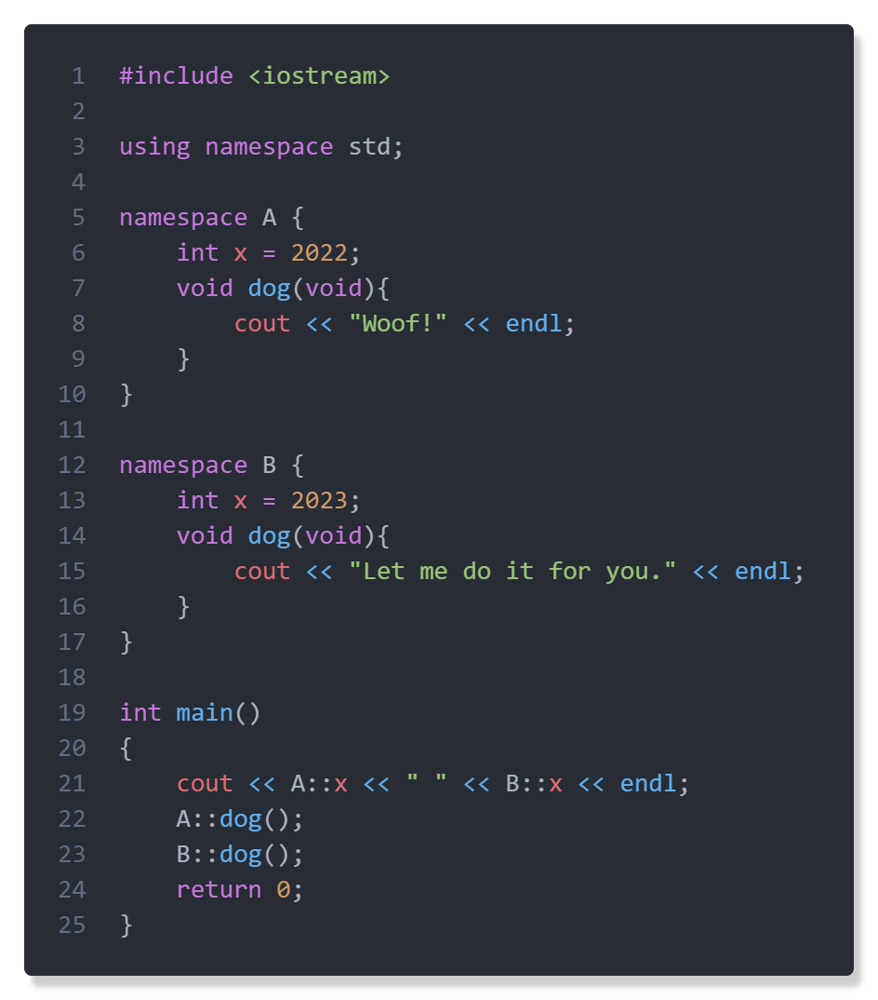 1 #include <iostream>
2
3 using namespace std;
4
5 namespace A {
6     int x = 2022;
7     void dog(void){
8         cout << "Woof!" << endl;
9     }
10 }
11
12 namespace B {
13     int x = 2023;
14     void dog(void){
15         cout << "Let me do it for you." << endl;
16     }
17 }
18
19 int main()
20 {
21     cout << A::x << " " << B::x << endl;
22     A::dog();
23     B::dog();
24     return 0;
25 }